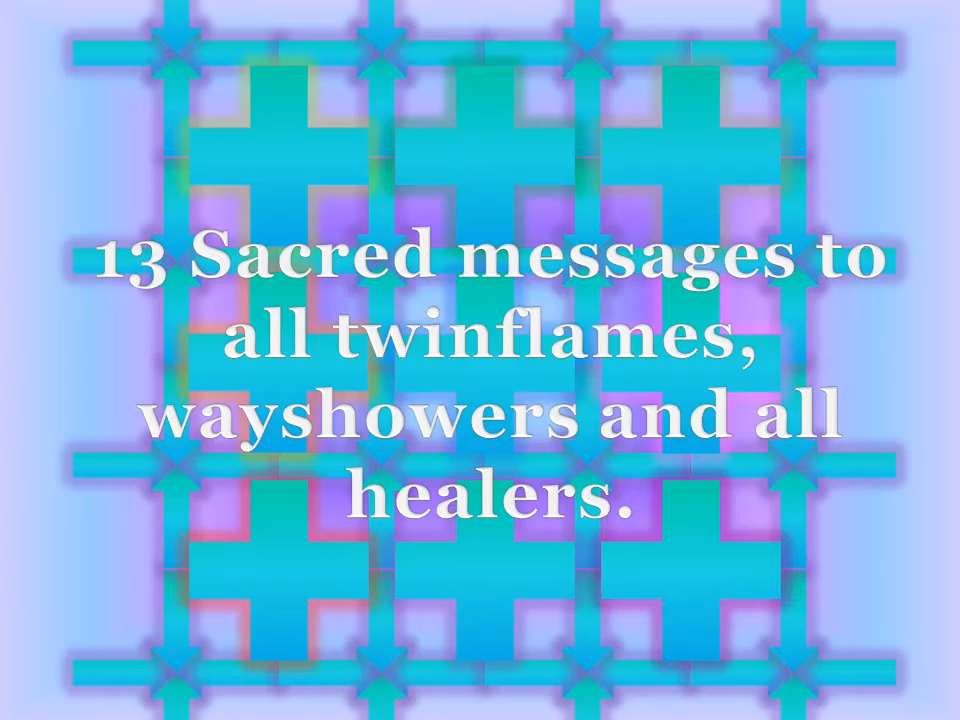 13 Sacred messages to
all twinflames,
wayshowers and all
healers.